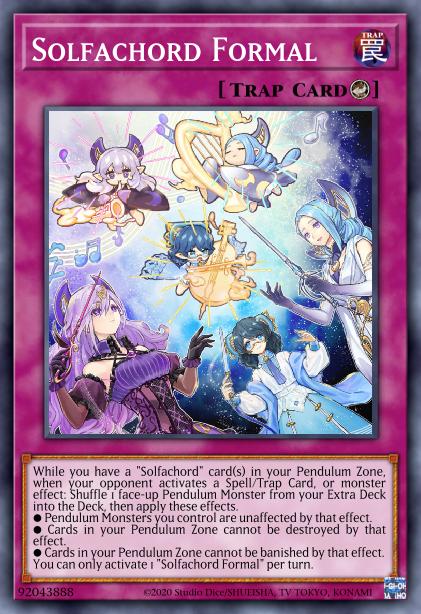 Solfachord Formal
TRAP
罠
[Trap Card]
While you have a "Solfachord" card(s) in your Pendulum Zone,
when your opponent activates a Spell/Trap Card, or monster
effect: Shuffle 1 face-up Pendulum Monster from your Extra Deck
into the Deck, then apply these effects.
● Pendulum Monsters you control are unaffected by that effect.
● Cards in your Pendulum Zone cannot be destroyed by that
effect.
● Cards in your Pendulum Zone cannot be banished by that effect.
You can only activate 1 "Solfachord Formal" per turn.
92043888
©2020 Studio Dice/SHUEISHA, TV TOKYO, KONAMI